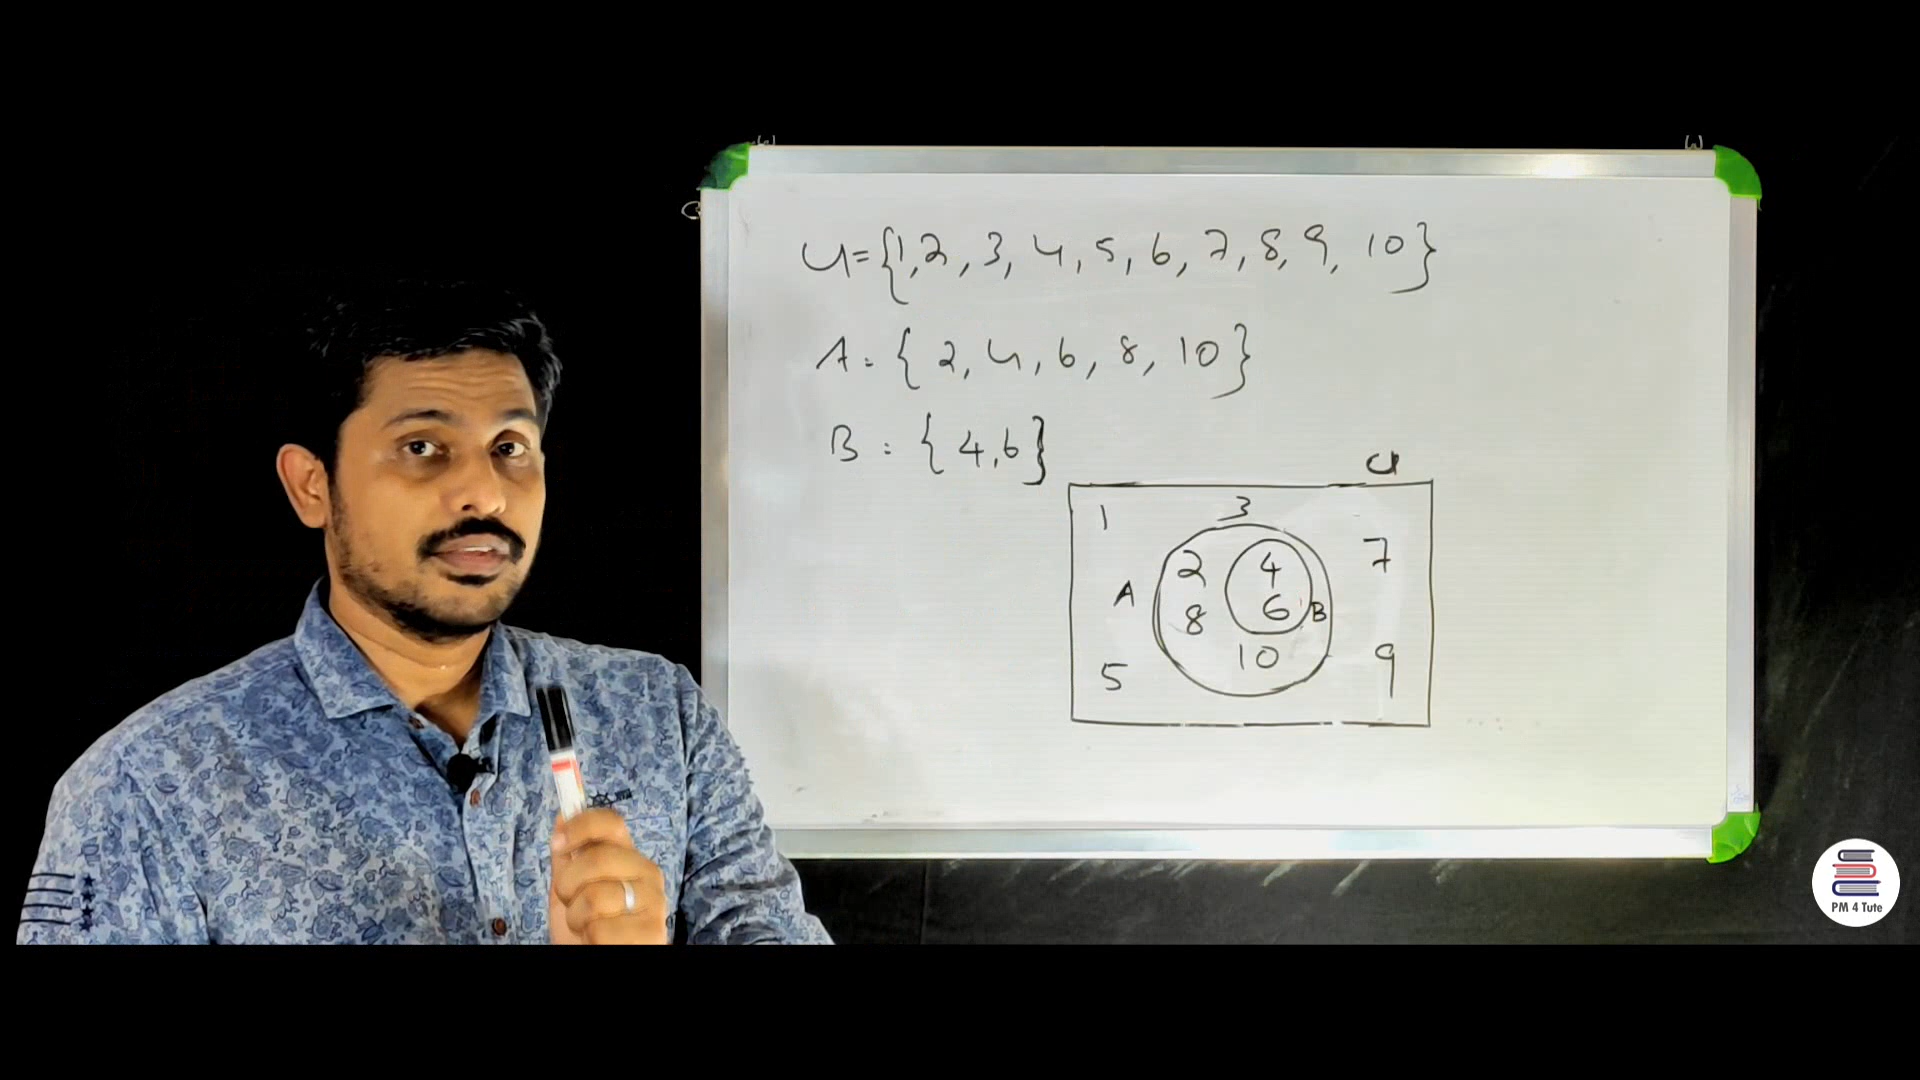 U={1,2,3,4,5,6,7,8,9,10}
A={2,4,6,8,10}
B={4,6}
U
1 3 7
2 4
A 8 6 B
10
5 9
PM 4 Tute